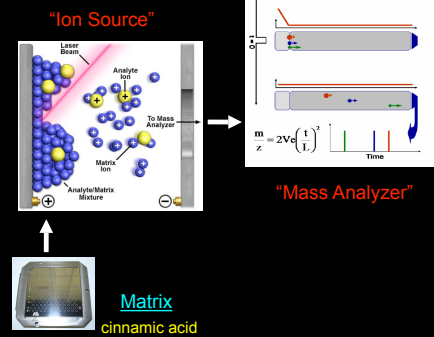 “Ion Source”
Laser
Beam
Analyte
Ion
To Mass
Analyzer
Matrix
Ion
Analyte/Matrix
Mixture
m/z = 2Ve(t/L)²
Time
“Mass Analyzer”
Matrix
cinnamic acid